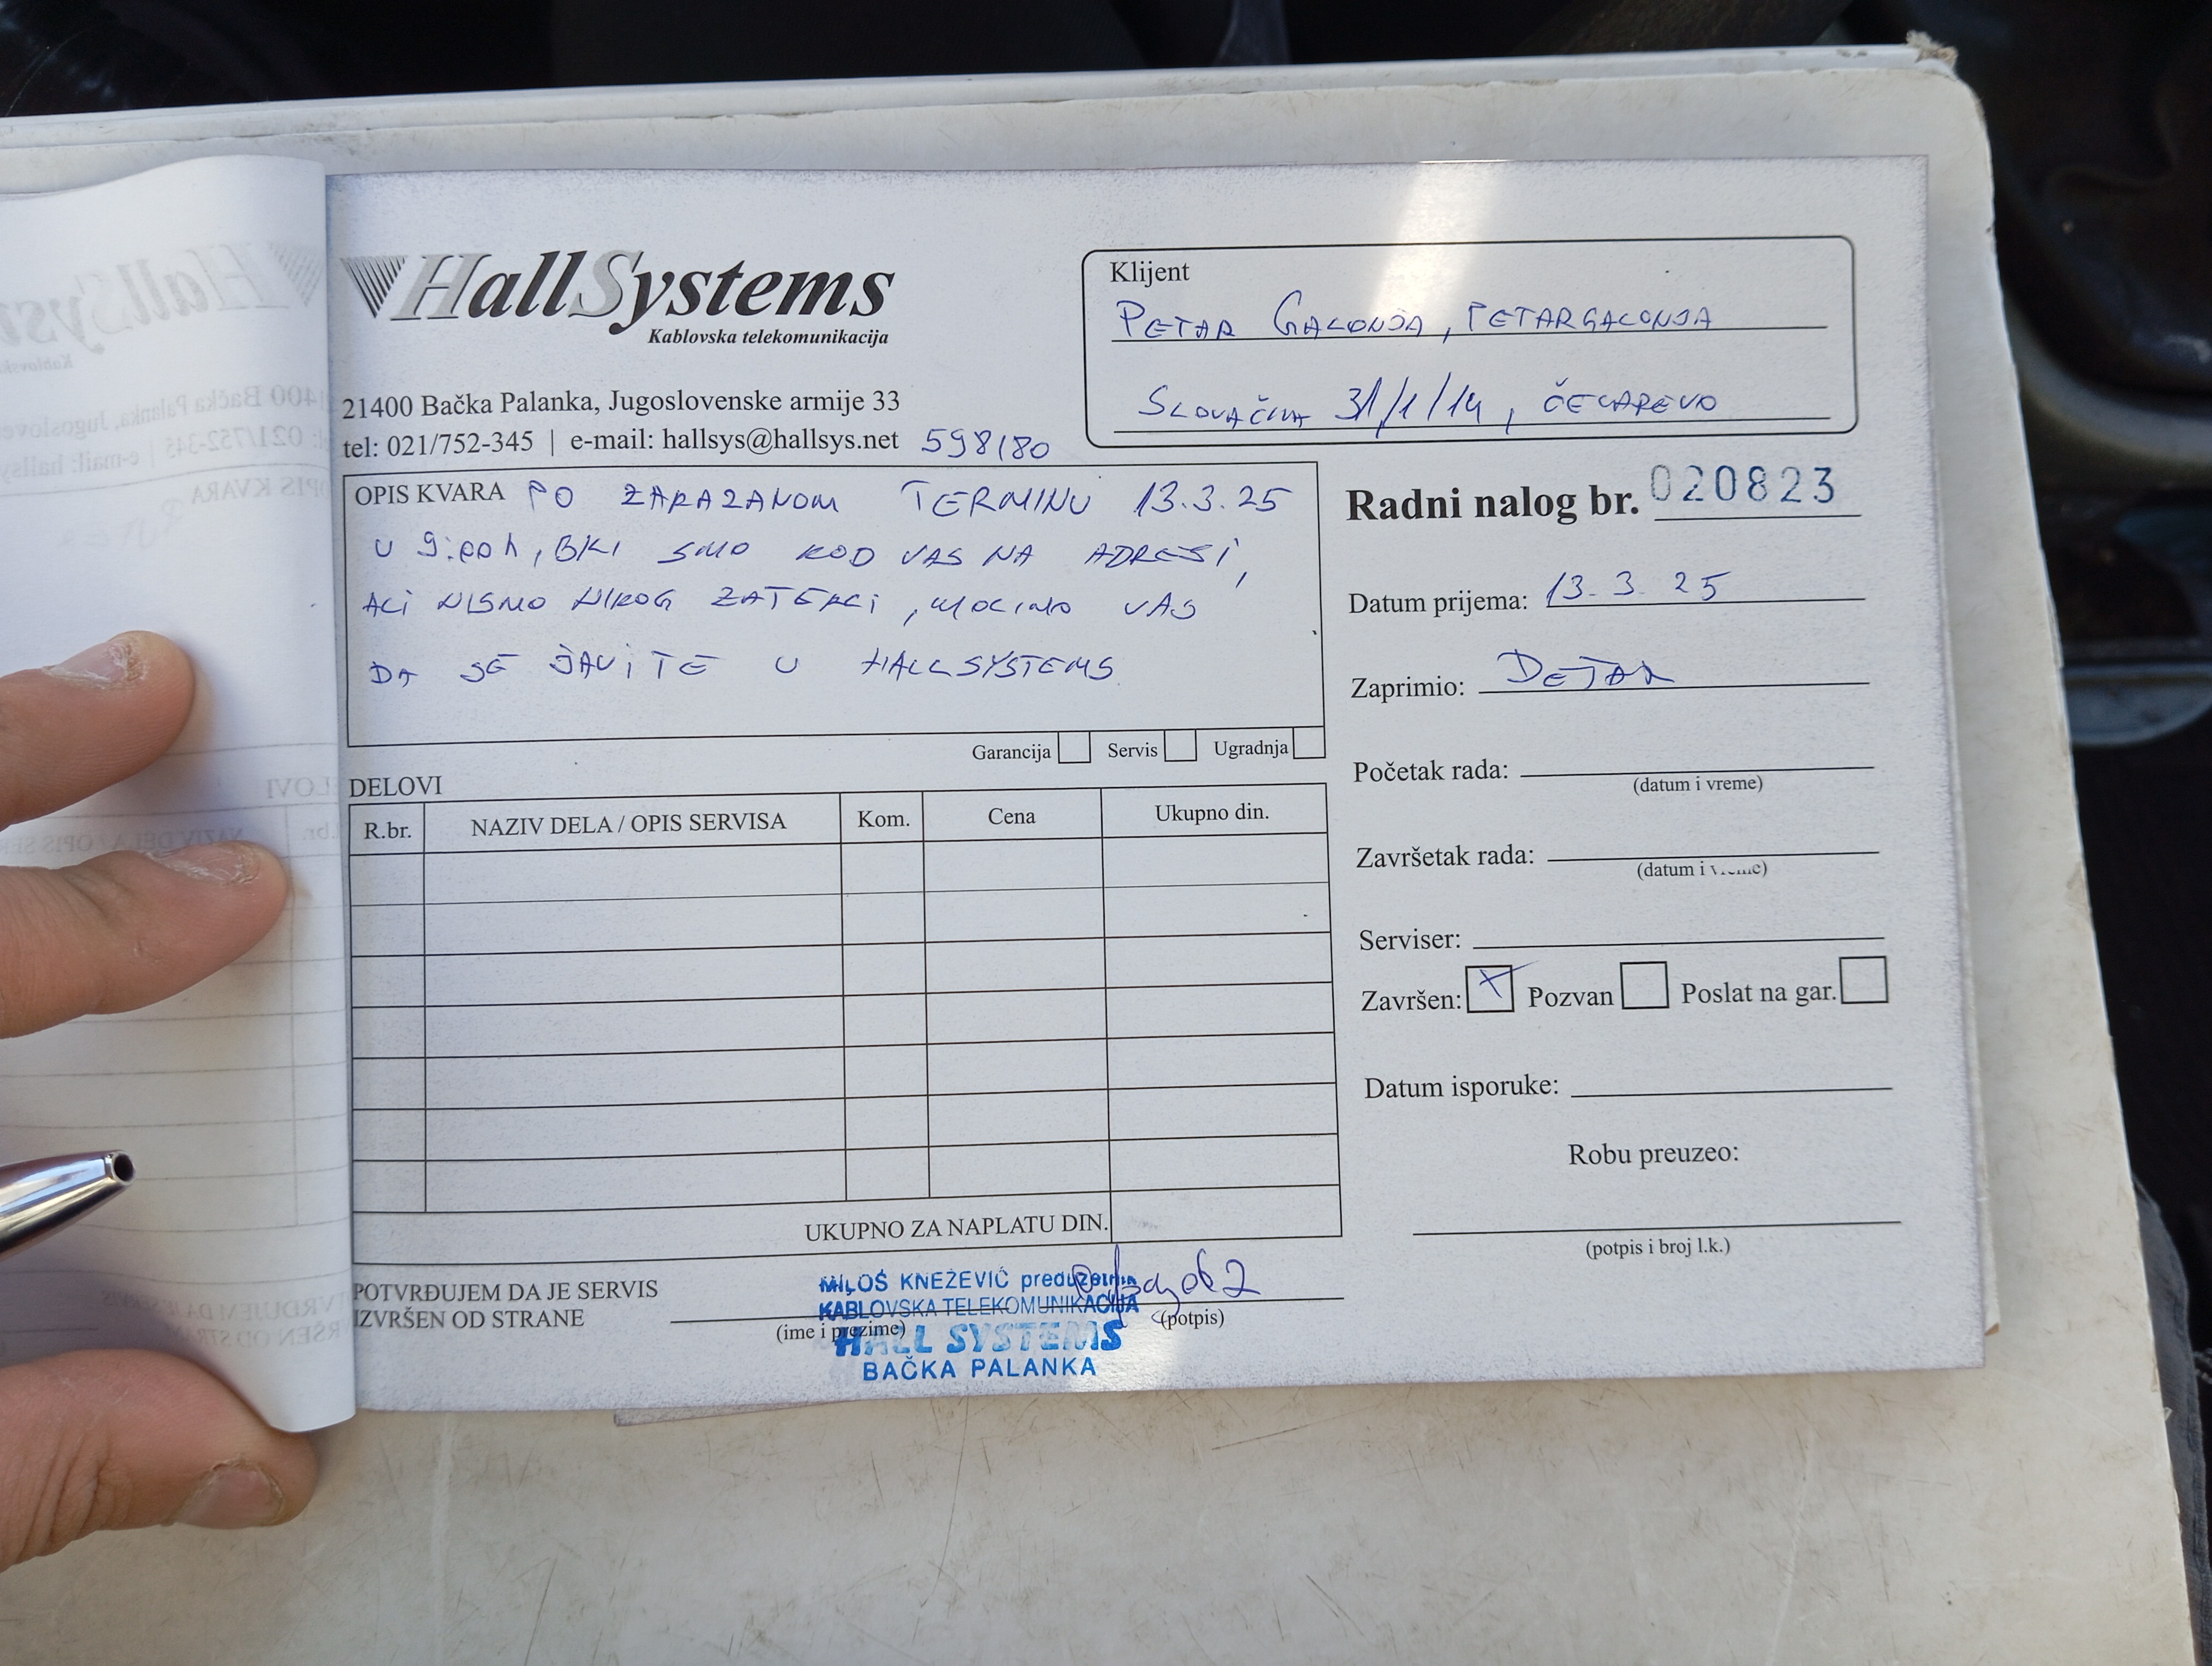 HallSystems
Kablovska telekomunikacija
21400 Bačka Palanka, Jugoslovenske armije 33
tel: 021/752-345 | e-mail: hallsys@hallsys.net 598180
Klijent
PETAR GALONJA, PETARGALONJA
SLOVAČKA 31/1/14, ČELAREVO
OPIS KVARA PO ZAKAZANOM TERMINU 13.3.25
U 9:00h, BILI SMO KOD VAS NA ADRESI,
ALI NISMO NIKOG ZATEKLI, MOLIMO VAS
DA SE JAVITE U HALLSYSTEMS
Garancija Servis Ugradnja
Radni nalog br. 020823
Datum prijema: 13.3.25
Zaprimio: DEJAN
Početak rada:
(datum i vreme)
Završetak rada:
(datum i vreme)
Serviser:
Završen: X Pozvan Poslat na gar.
Datum isporuke:
Robu preuzeo:
(potpis i broj l.k.)
DELOVI
R.br. NAZIV DELA / OPIS SERVISA Kom. Cena Ukupno din.
UKUPNO ZA NAPLATU DIN.
POTVRĐUJEM DA JE SERVIS
IZVRŠEN OD STRANE
(ime i prezime) (potpis)
MILOŠ KNEŽEVIĆ preduzetnik
KABLOVSKA TELEKOMUNIKACIJA
HALL SYSTEMS
BAČKA PALANKA